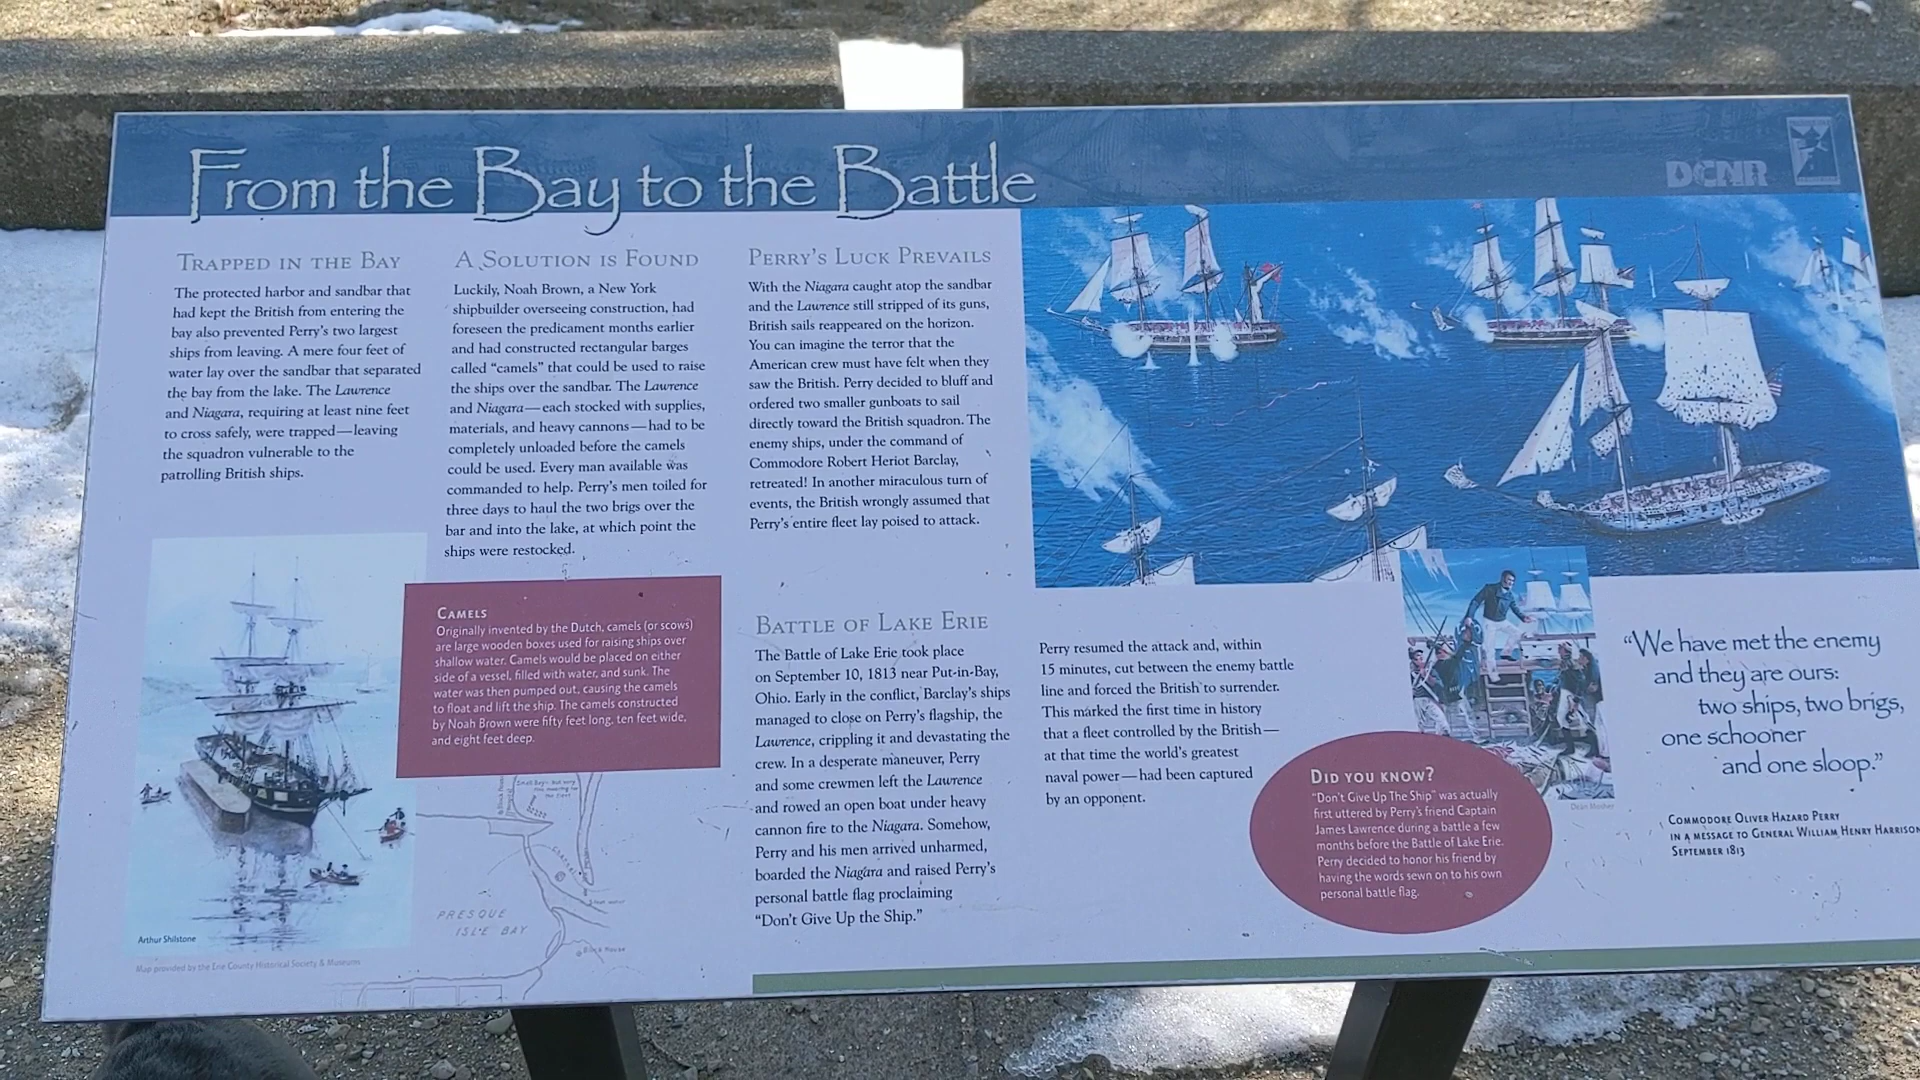 From the Bay to the Battle
DCNR
TRAPPED IN THE BAY
The protected harbor and sandbar that
had kept the British from entering the
bay also prevented Perry's two largest
ships from leaving. A mere four feet of
water lay over the sandbar that separated
the bay from the lake. The Lawrence
and Niagara, requiring at least nine feet
to cross safely, were trapped—leaving
the squadron vulnerable to the
patrolling British ships.
A SOLUTION IS FOUND
Luckily, Noah Brown, a New York
shipbuilder overseeing construction, had
foreseen the predicament months earlier
and had constructed rectangular barges
called “camels” that could be used to raise
the ships over the sandbar. The Lawrence
and Niagara—each stocked with supplies,
materials, and heavy cannons—had to be
completely unloaded before the camels
could be used. Every man available was
commanded to help. Perry's men toiled for
three days to haul the two brigs over the
bar and into the lake, at which point the
ships were restocked.
PERRY'S LUCK PREVAILS
With the Niagara caught atop the sandbar
and the Lawrence still stripped of its guns,
British sails reappeared on the horizon.
You can imagine the terror that the
American crew must have felt when they
saw the British. Perry decided to bluff and
ordered two smaller gunboats to sail
directly toward the British squadron. The
enemy ships, under the command of
Commodore Robert Heriot Barclay,
retreated! In another miraculous turn of
events, the British wrongly assumed that
Perry's entire fleet lay poised to attack.
CAMELS
Originally invented by the Dutch, camels (or scows)
are large wooden boxes used for raising ships over
shallow water. Camels would be placed on either
side of a vessel, filled with water, and sunk. The
water was then pumped out, causing the camels
to float and lift the ship. The camels constructed
by Noah Brown were fifty feet long, ten feet wide,
and eight feet deep.
PRESQUE
ISLE BAY
Block House
Arthur Shilstone
Map provided by the Erie County Historical Society & Museums
BATTLE OF LAKE ERIE
The Battle of Lake Erie took place
on September 10, 1813 near Put-in-Bay,
Ohio. Early in the conflict, Barclay's ships
managed to close on Perry's flagship, the
Lawrence, crippling it and devastating the
crew. In a desperate maneuver, Perry
and some crewmen left the Lawrence
and rowed an open boat under heavy
cannon fire to the Niagara. Somehow,
Perry and his men arrived unharmed,
boarded the Niagara and raised Perry's
personal battle flag proclaiming
“Don't Give Up the Ship.”
Perry resumed the attack and, within
15 minutes, cut between the enemy battle
line and forced the British to surrender.
This marked the first time in history
that a fleet controlled by the British—
at that time the world's greatest
naval power—had been captured
by an opponent.
Dean Mosher
Dean Mosher
DID YOU KNOW?
“Don't Give Up The Ship” was actually
first uttered by Perry's friend Captain
James Lawrence during a battle a few
months before the Battle of Lake Erie.
Perry decided to honor his friend by
having the words sewn on to his own
personal battle flag.
“We have met the enemy
and they are ours:
two ships, two brigs,
one schooner
and one sloop.”
COMMODORE OLIVER HAZARD PERRY
IN A MESSAGE TO GENERAL WILLIAM HENRY HARRISON
SEPTEMBER 1813